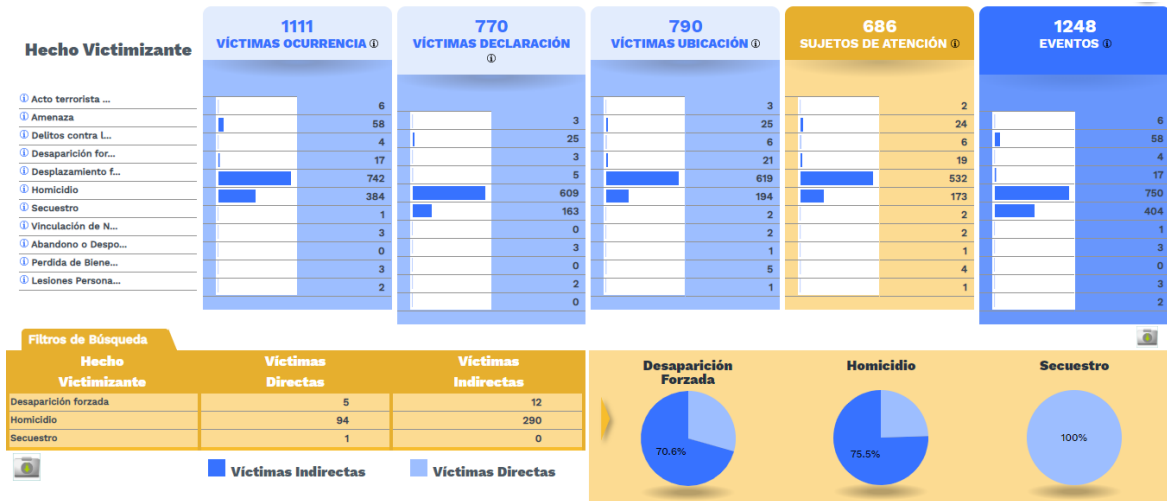 Hecho Victimizante
1111
VÍCTIMAS OCURRENCIA
770
VÍCTIMAS DECLARACIÓN
790
VÍCTIMAS UBICACIÓN
686
SUJETOS DE ATENCIÓN
1248
EVENTOS
Acto terrorista ... 6 3 3 2 6
Amenaza 58 25 25 24 58
Delitos contra l... 4 3 6 6 4
Desaparición for... 17 5 21 19 17
Desplazamiento f... 742 609 619 532 750
Homicidio 384 163 194 173 404
Secuestro 1 0 2 2 1
Vinculación de N... 3 3 2 2 3
Abandono o Despo... 0 0 1 1 0
Perdida de Biene... 3 2 5 4 3
Lesiones Persona... 2 0 1 1 2
Filtros de Búsqueda
Hecho Victimizante Víctimas Directas Víctimas Indirectas
Desaparición forzada 5 12
Homicidio 94 290
Secuestro 1 0
Víctimas Indirectas Víctimas Directas
Desaparición
Forzada
70.6%
Homicidio
75.5%
Secuestro
100%